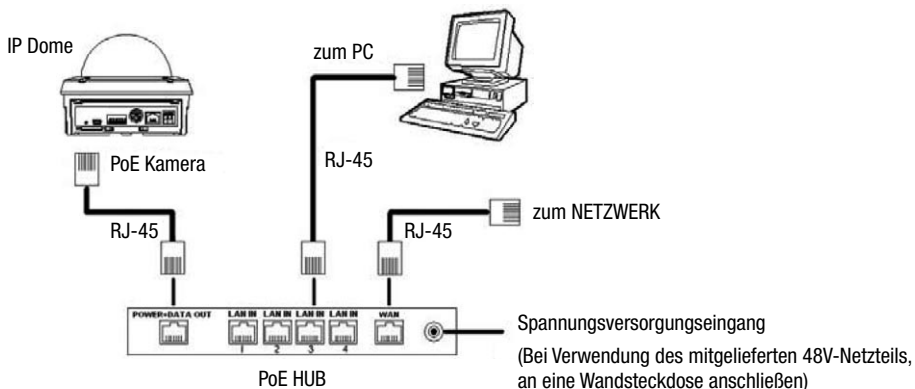 IP Dome
zum PC
PoE Kamera
RJ-45
RJ-45
RJ-45
zum NETZWERK
POWER+DATA OUT
LAN IN LAN IN LAN IN LAN IN
WAN
1 2 3 4
PoE HUB
Spannungsversorgungseingang
(Bei Verwendung des mitgelieferten 48V-Netzteils,
an eine Wandsteckdose anschließen)